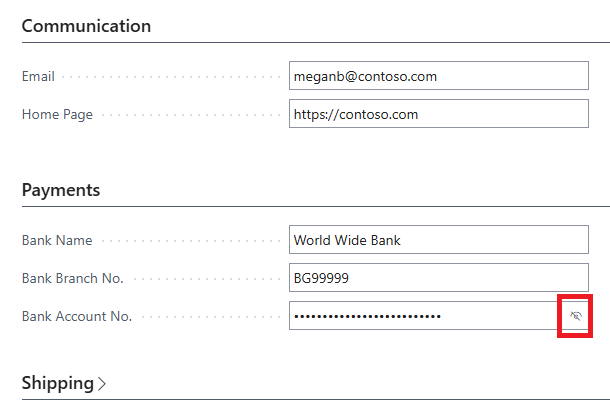 Communication
Email meganb@contoso.com
Home Page https://contoso.com
Payments
Bank Name World Wide Bank
Bank Branch No. BG99999
Bank Account No. ••••••••••••••••••••••••••
Shipping